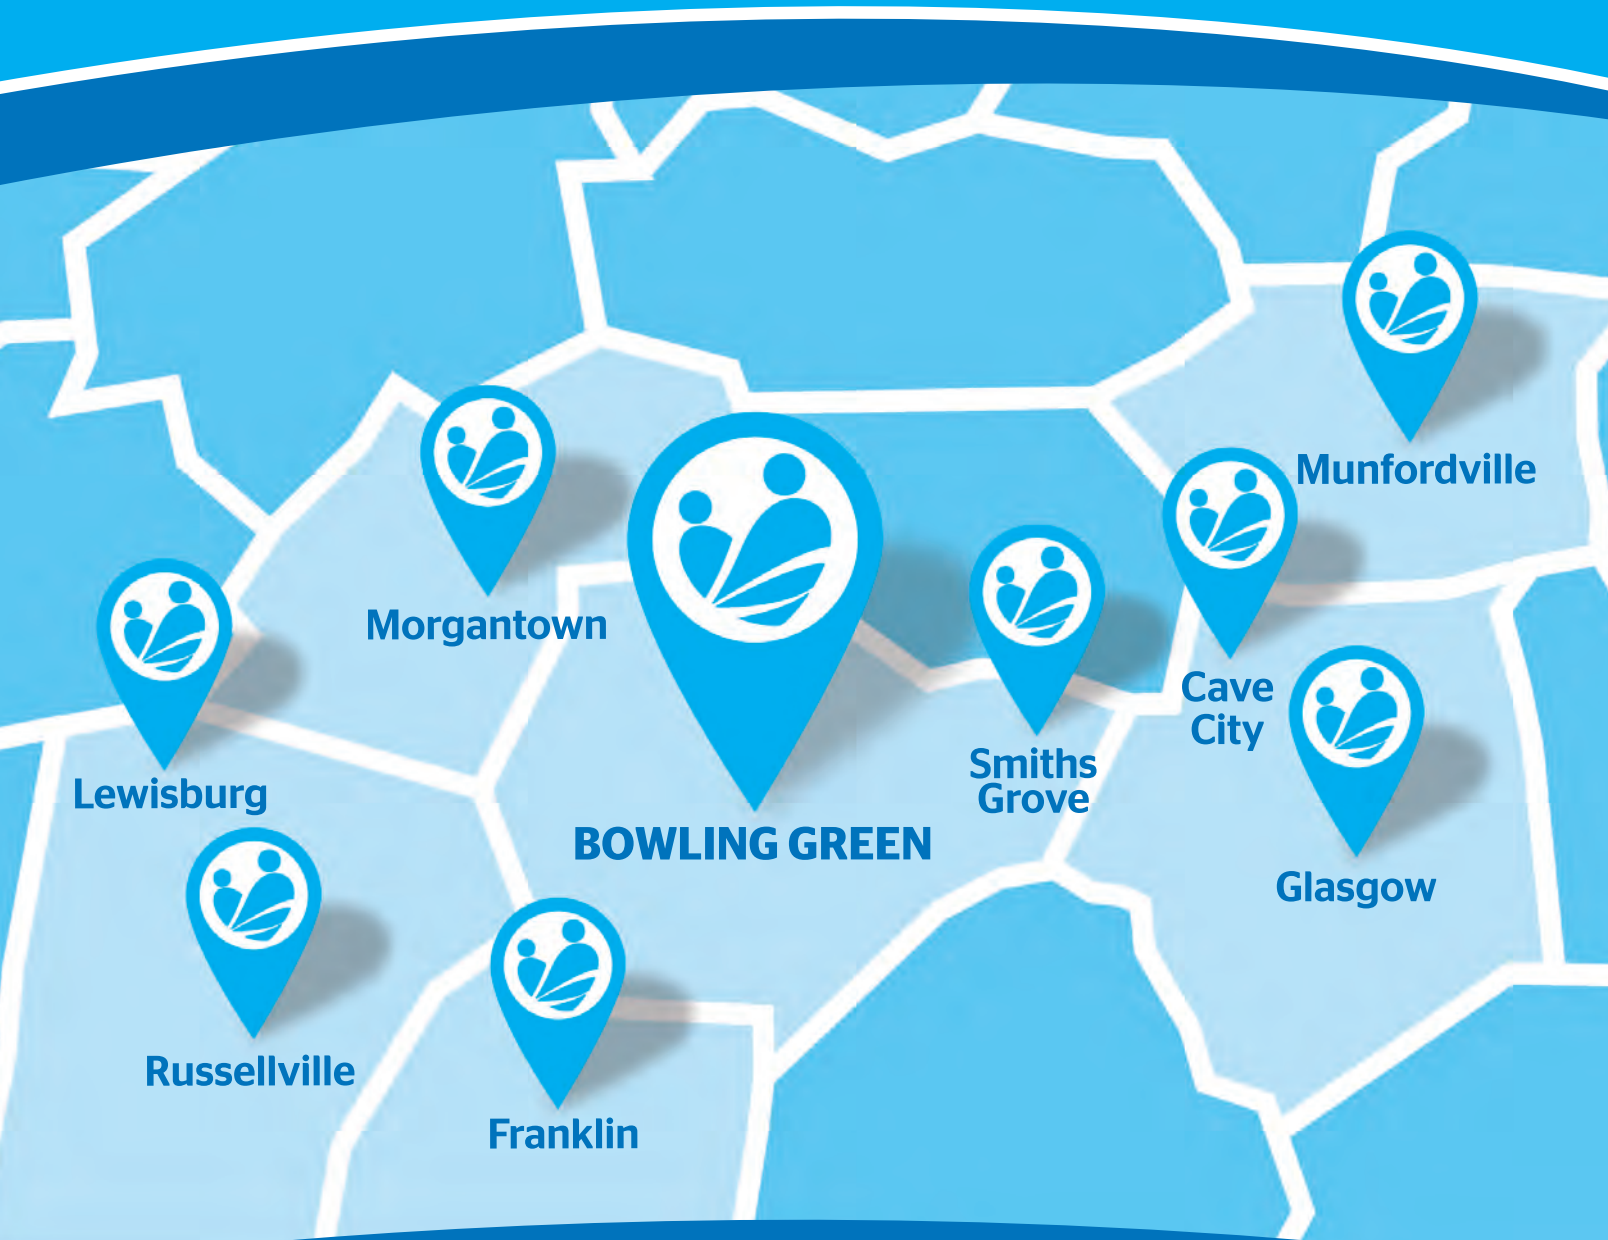 Munfordville
Morgantown
Cave
City
Smiths
Grove
Lewisburg
BOWLING GREEN
Glasgow
Russellville
Franklin